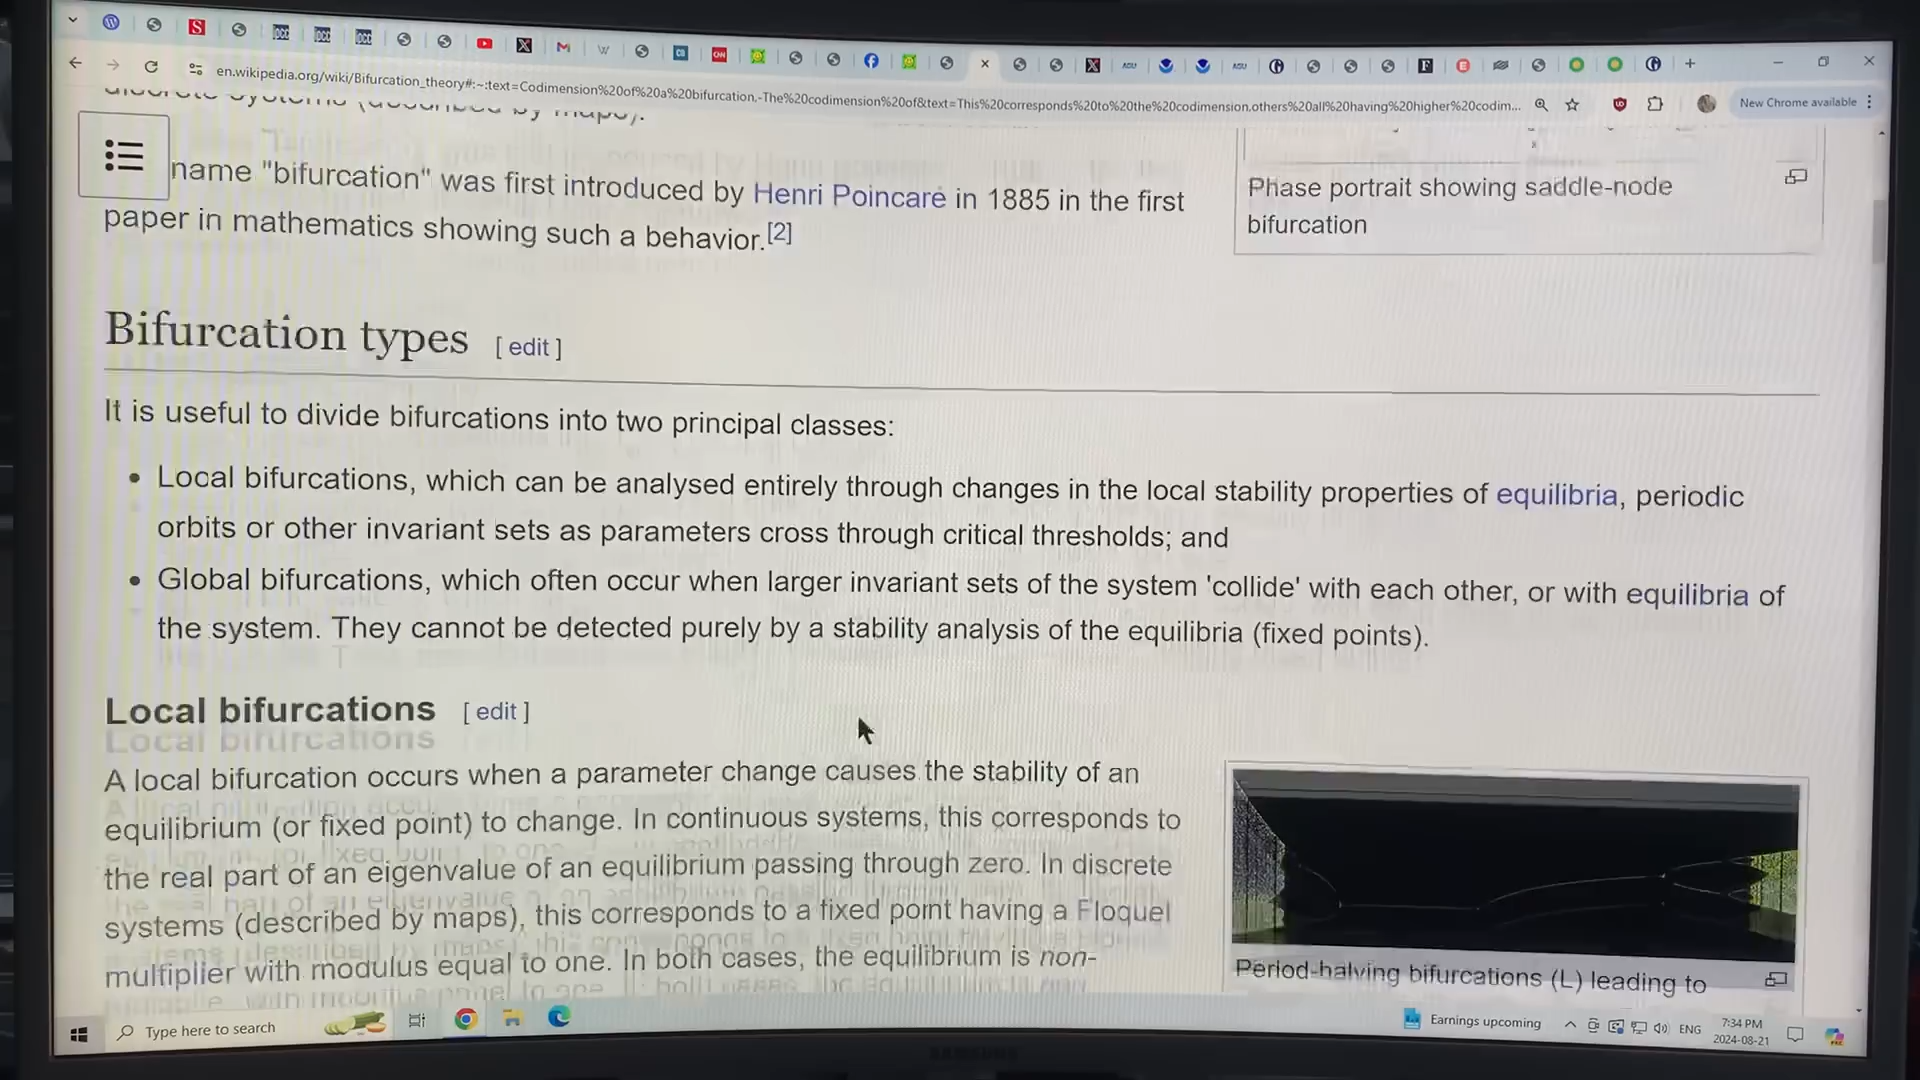 en.wikipedia.org/wiki/Bifurcation_theory#:~:text=Codimension%20of%20a%20bifurcation,-The%20codimension%20of&text=This%20corresponds%20to%20the%20codimension,others%20all%20having%20higher%20codim...
New Chrome available
discrete systems (described by maps).
name "bifurcation" was first introduced by Henri Poincaré in 1885 in the first
paper in mathematics showing such a behavior.[2]
Phase portrait showing saddle-node
bifurcation
Bifurcation types [ edit ]
It is useful to divide bifurcations into two principal classes:
• Local bifurcations, which can be analysed entirely through changes in the local stability properties of equilibria, periodic
orbits or other invariant sets as parameters cross through critical thresholds; and
• Global bifurcations, which often occur when larger invariant sets of the system 'collide' with each other, or with equilibria of
the system. They cannot be detected purely by a stability analysis of the equilibria (fixed points).
Local bifurcations [ edit ]
A local bifurcation occurs when a parameter change causes the stability of an
equilibrium (or fixed point) to change. In continuous systems, this corresponds to
the real part of an eigenvalue of an equilibrium passing through zero. In discrete
systems (described by maps), this corresponds to a fixed point having a Floquet
multiplier with modulus equal to one. In both cases, the equilibrium is non-
Period-halving bifurcations (L) leading to
Type here to search
Earnings upcoming
ENG
7:34 PM
2024-08-21
SAMSUNG